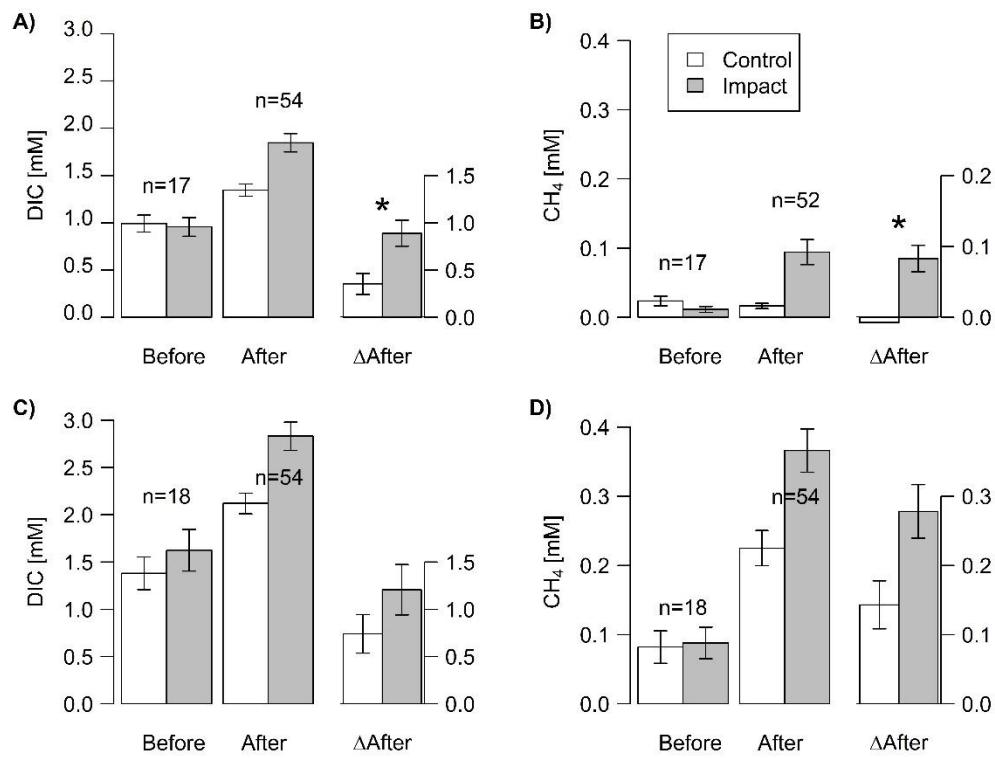 A)
3.0
2.5
2.0
1.5
1.0
0.5
0.0
DIC [mM]
n=17
n=54
*
1.5
1.0
0.5
0.0
Before After ΔAfter
B)
0.4
0.3
0.2
0.1
0.0
CH₄ [mM]
Control
Impact
n=17
n=52
*
0.2
0.1
0.0
Before After ΔAfter
C)
3.0
2.5
2.0
1.5
1.0
0.5
0.0
DIC [mM]
n=18
n=54
1.5
1.0
0.5
0.0
Before After ΔAfter
D)
0.4
0.3
0.2
0.1
0.0
CH₄ [mM]
n=18
n=54
0.3
0.2
0.1
0.0
Before After ΔAfter